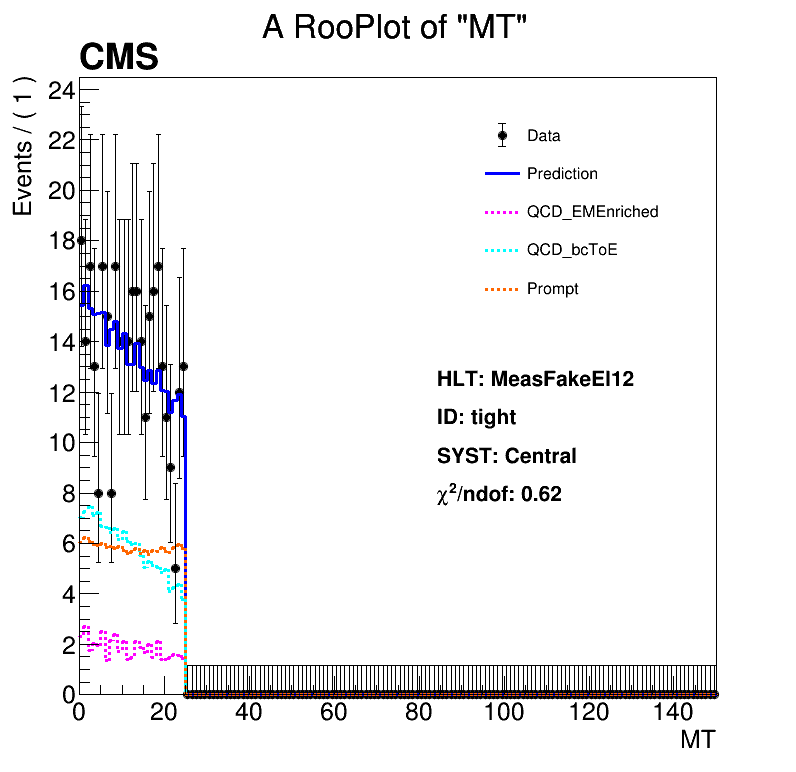 A RooPlot of "MT"
CMS
Events / ( 1 )
24
22
20
18
16
14
12
10
8
6
4
2
0
Data
Prediction
QCD_EMEnriched
QCD_bcToE
Prompt
HLT: MeasFakeEl12
ID: tight
SYST: Central
χ²/ndof: 0.62
0 20 40 60 80 100 120 140
MT